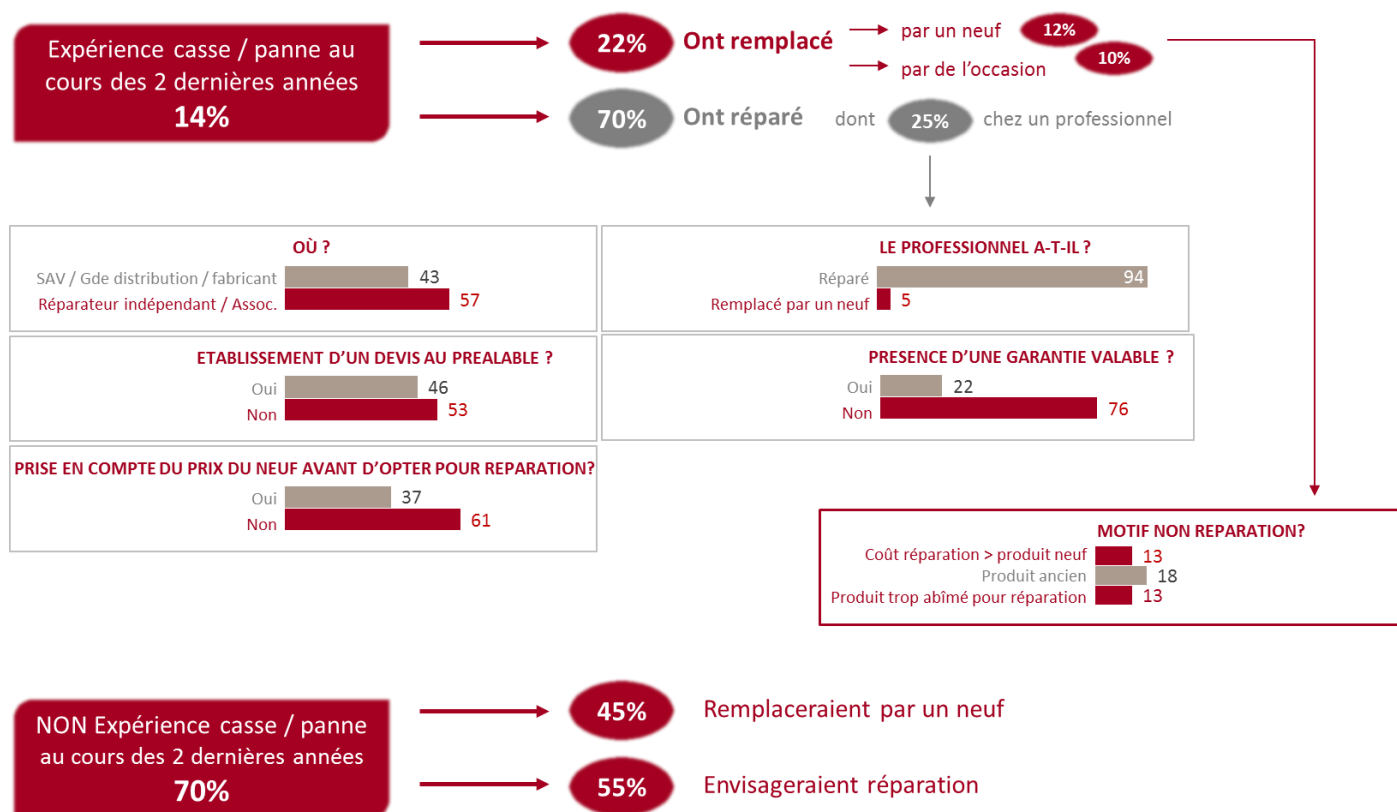 Expérience casse / panne au
cours des 2 dernières années
14%
22% Ont remplacé
par un neuf 12%
par de l'occasion 10%
70% Ont réparé dont 25% chez un professionnel
OÙ ?
SAV / Gde distribution / fabricant 43
Réparateur indépendant / Assoc. 57
LE PROFESSIONNEL A-T-IL ?
Réparé 94
Remplacé par un neuf 5
ETABLISSEMENT D'UN DEVIS AU PREALABLE ?
Oui 46
Non 53
PRESENCE D'UNE GARANTIE VALABLE ?
Oui 22
Non 76
PRISE EN COMPTE DU PRIX DU NEUF AVANT D'OPTER POUR REPARATION?
Oui 37
Non 61
MOTIF NON REPARATION?
Coût réparation > produit neuf 13
Produit ancien 18
Produit trop abîmé pour réparation 13
NON Expérience casse / panne
au cours des 2 dernières années
70%
45% Remplaceraient par un neuf
55% Envisageraient réparation